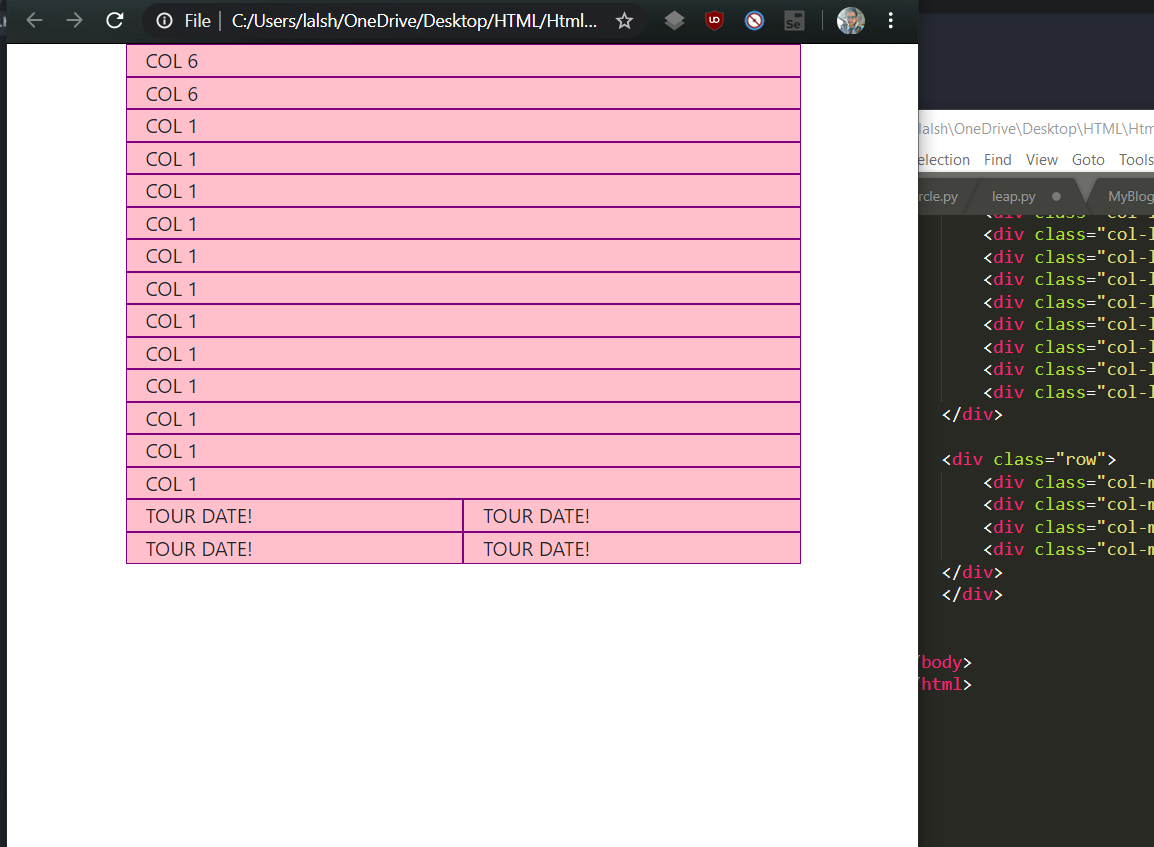 File | C:/Users/lalsh/OneDrive/Desktop/HTML/Html...
COL 6
COL 6
COL 1
COL 1
COL 1
COL 1
COL 1
COL 1
COL 1
COL 1
COL 1
COL 1
COL 1
COL 1
TOUR DATE! TOUR DATE!
TOUR DATE! TOUR DATE!
lalsh\OneDrive\Desktop\HTML\Htm
election Find View Goto Tools
rcle.py leap.py MyBlog
<div class="col-l
<div class="col-l
<div class="col-l
<div class="col-l
<div class="col-l
<div class="col-l
<div class="col-l
<div class="col-l
<div class="col-l
</div>
<div class="row">
<div class="col-m
<div class="col-m
<div class="col-m
<div class="col-m
</div>
</div>
/body>
/html>